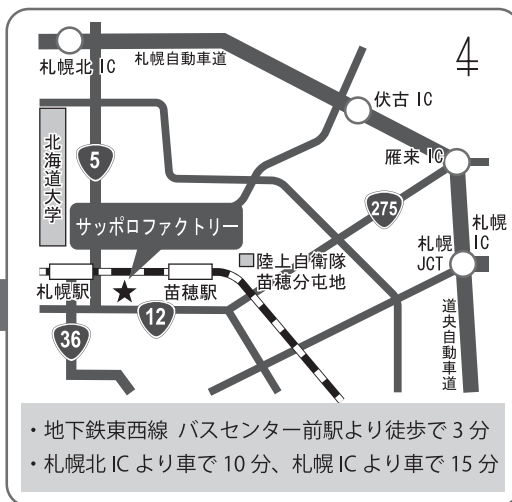 札幌北 IC
札幌自動車道
伏古 IC
雁来 IC
北海道大学
5
275
サッポロファクトリー
札幌
IC
札幌
JCT
陸上自衛隊
苗穂分屯地
札幌駅
苗穂駅
12
36
道央自動車道
・地下鉄東西線 バスセンター前駅より徒歩で 3 分
・札幌北 IC より車で 10 分、札幌 IC より車で 15 分